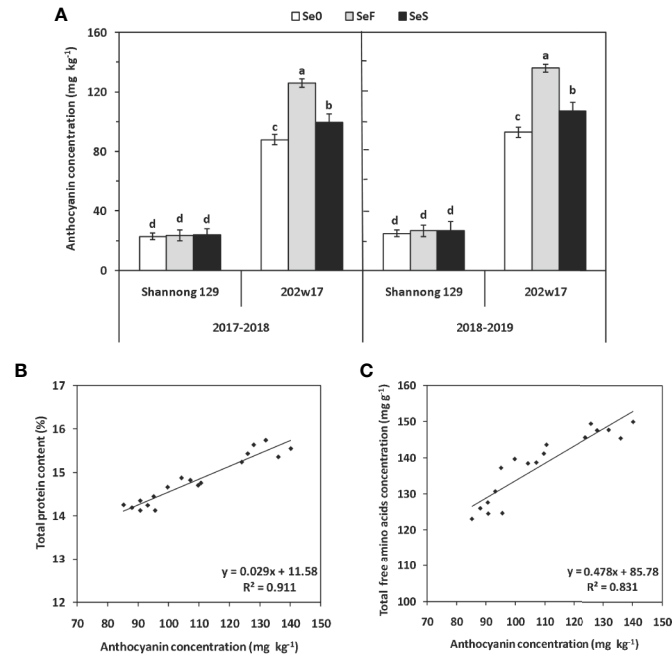 A
Se0 SeF SeS
Anthocyanin concentration (mg kg⁻¹)
160
120
80
40
0
d d d c a b d d d c a b
Shannong 129 202w17 Shannong 129 202w17
2017-2018 2018-2019
B
Total protein content (%)
17
16
15
14
13
12
y = 0.029x + 11.58
R² = 0.911
70 80 90 100 110 120 130 140 150
Anthocyanin concentration (mg kg⁻¹)
C
Total free amino acids concentration (mg g⁻¹)
160
150
140
130
120
110
100
y = 0.478x + 85.78
R² = 0.831
70 80 90 100 110 120 130 140 150
Anthocyanin concentration (mg kg⁻¹)